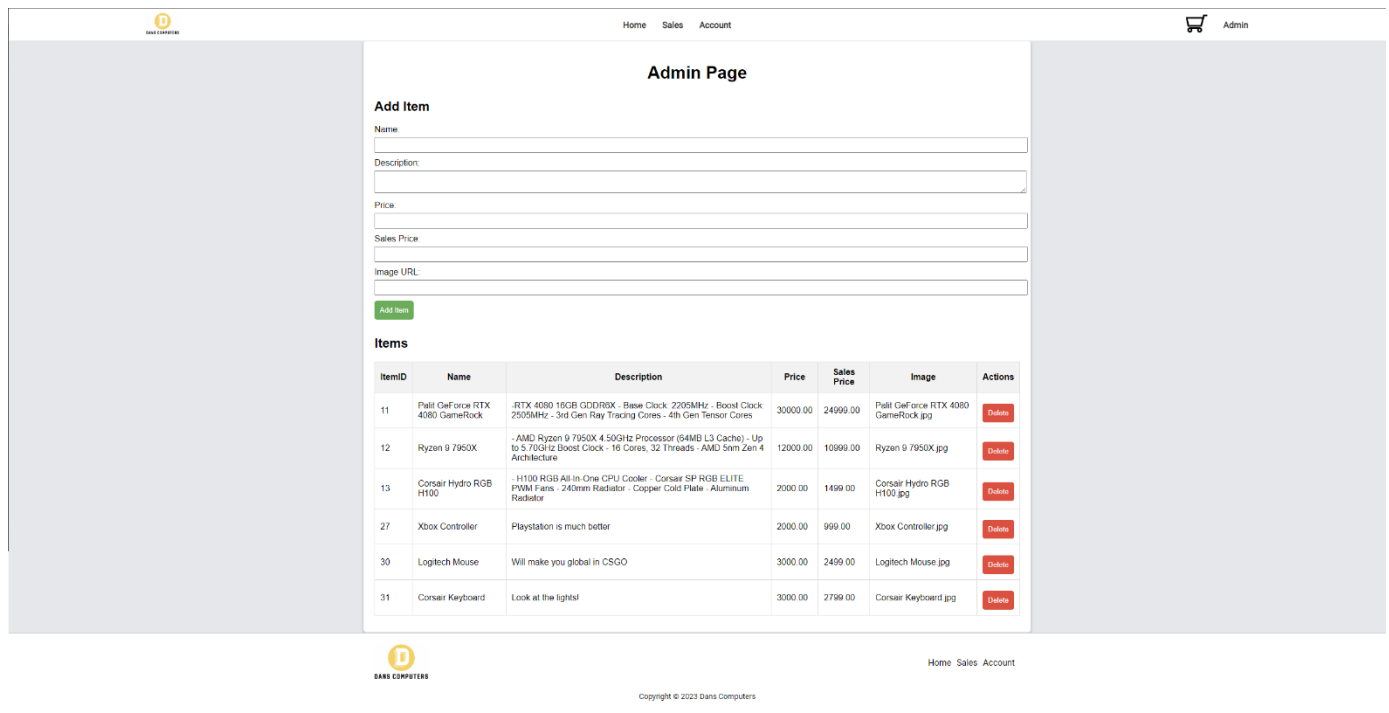 D
DANS COMPUTERS
Home Sales Account
Admin
Admin Page
Add Item
Name:
Description:
Price:
Sales Price
Image URL:
Add Item
Items
ItemID Name Description Price Sales Price Image Actions
11 Palit GeForce RTX 4080 GameRock -RTX 4080 16GB GDDR6X - Base Clock: 2205MHz - Boost Clock: 2505MHz - 3rd Gen Ray Tracing Cores - 4th Gen Tensor Cores 30000.00 24999.00 Palit GeForce RTX 4080 GameRock.jpg Delete
12 Ryzen 9 7950X - AMD Ryzen 9 7950X 4.50GHz Processor (64MB L3 Cache) - Up to 5.70GHz Boost Clock - 16 Cores, 32 Threads - AMD 5nm Zen 4 Architecture 12000.00 10999.00 Ryzen 9 7950X.jpg Delete
13 Corsair Hydro RGB H100 - H100 RGB All-In-One CPU Cooler - Corsair SP RGB ELITE PWM Fans - 240mm Radiator - Copper Cold Plate - Aluminum Radiator 2000.00 1499.00 Corsair Hydro RGB H100.jpg Delete
27 Xbox Controller Playstation is much better 2000.00 999.00 Xbox Controller.jpg Delete
30 Logitech Mouse Will make you global in CSGO 3000.00 2499.00 Logitech Mouse.jpg Delete
31 Corsair Keyboard Look at the lights! 3000.00 2799.00 Corsair Keyboard.jpg Delete
D
DANS COMPUTERS
Home Sales Account
Copyright © 2023 Dans Computers